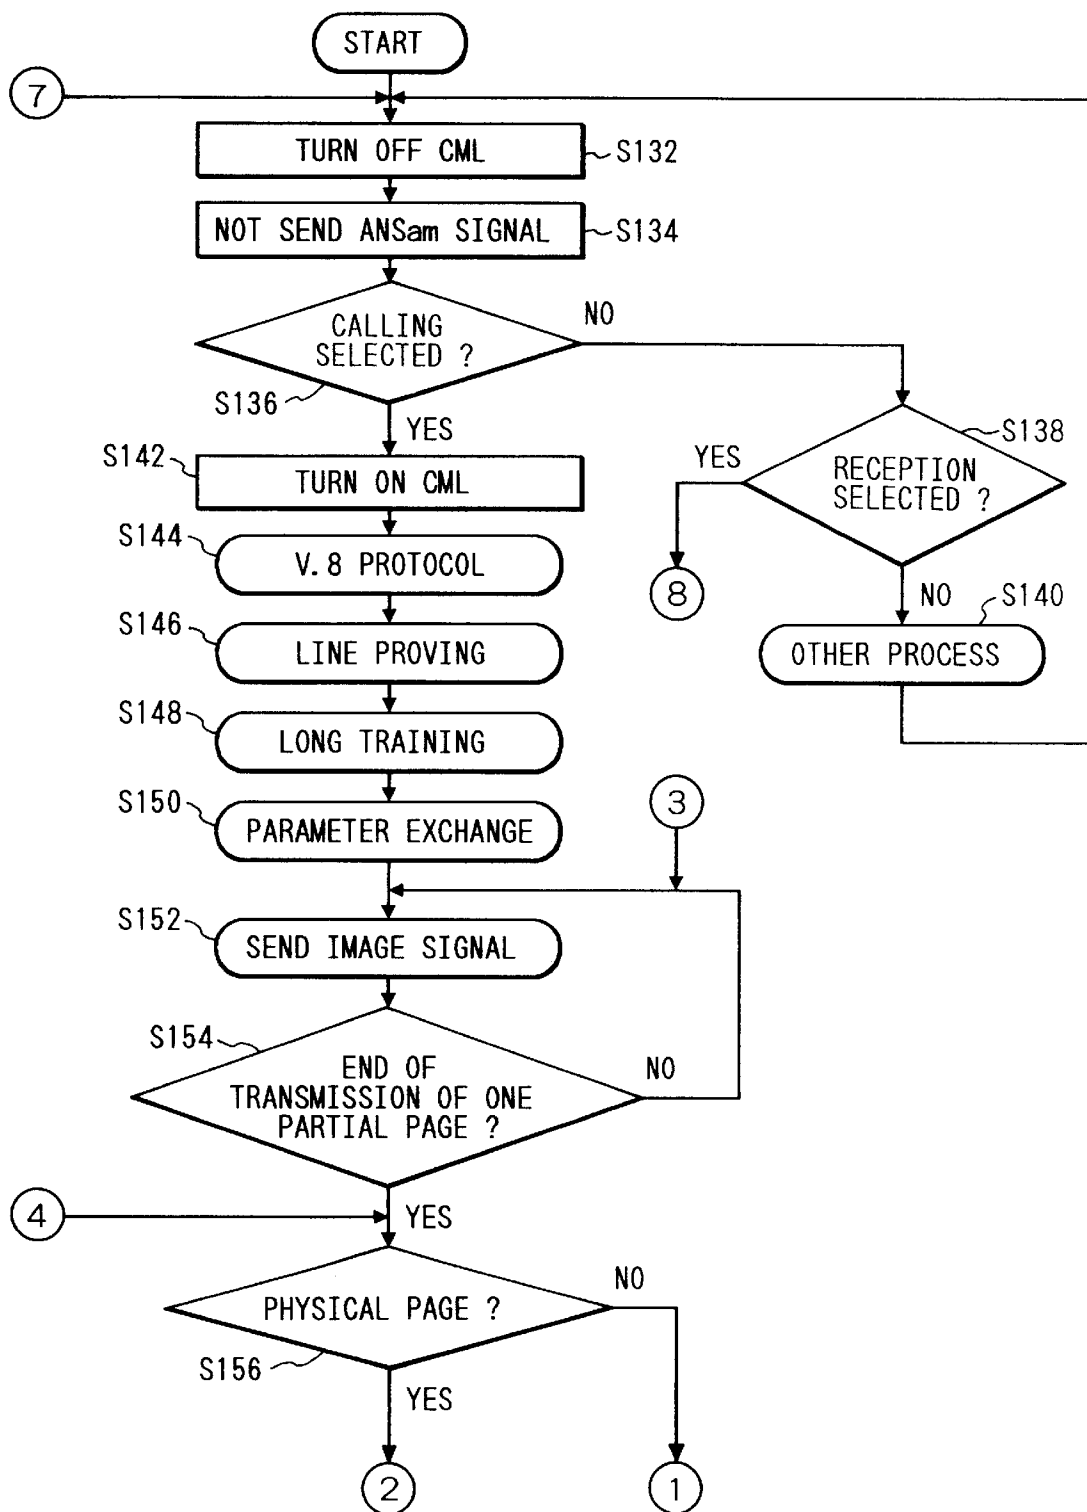 START
7
TURN OFF CML
S132
NOT SEND ANSam SIGNAL
S134
CALLING
SELECTED ?
NO
S136
YES
S138
RECEPTION
SELECTED ?
YES
8
NO
S140
OTHER PROCESS
S142
TURN ON CML
S144
V.8 PROTOCOL
S146
LINE PROVING
S148
LONG TRAINING
S150
PARAMETER EXCHANGE
3
S152
SEND IMAGE SIGNAL
S154
END OF
TRANSMISSION OF ONE
PARTIAL PAGE ?
NO
4
YES
PHYSICAL PAGE ?
NO
S156
YES
2
1